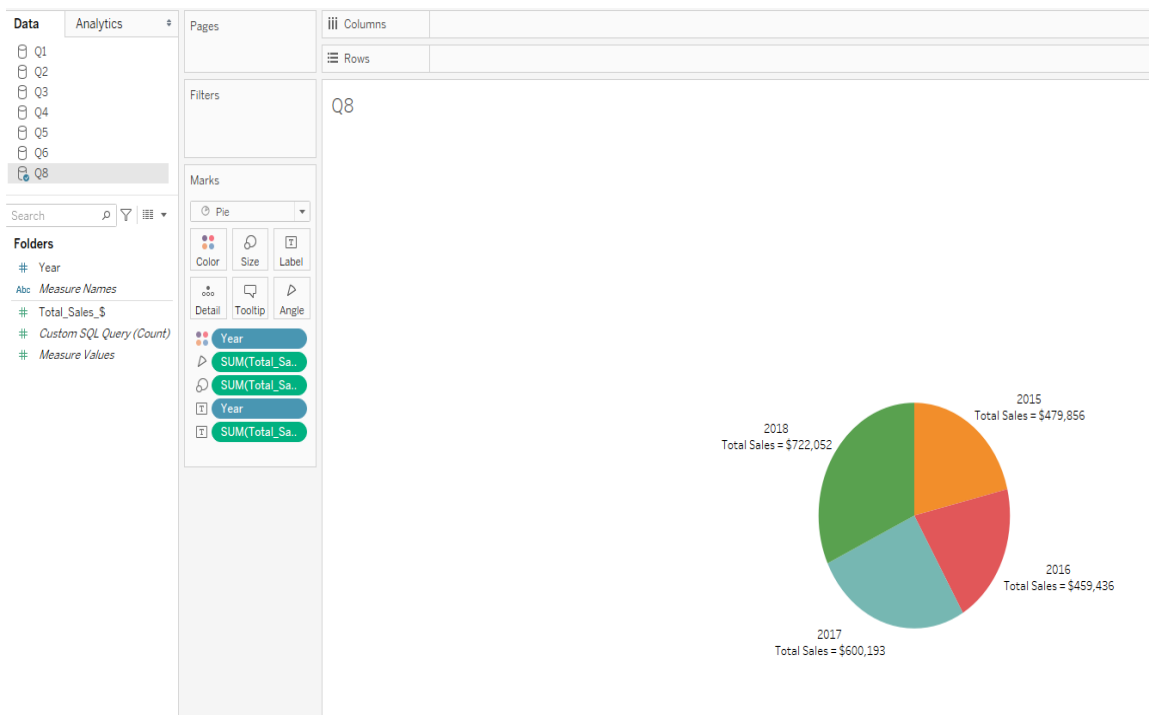 Data
Analytics
Q1
Q2
Q3
Q4
Q5
Q6
Q8
Search
Folders
# Year
Abc Measure Names
# Total_Sales_$
# Custom SQL Query (Count)
# Measure Values
Pages
Filters
Marks
Pie
Color Size Label
Detail Tooltip Angle
Year
SUM(Total_Sa..
SUM(Total_Sa..
T Year
T SUM(Total_Sa..
Columns
Rows
Q8
2015
Total Sales = $479,856
2018
Total Sales = $722,052
2016
Total Sales = $459,436
2017
Total Sales = $600,193